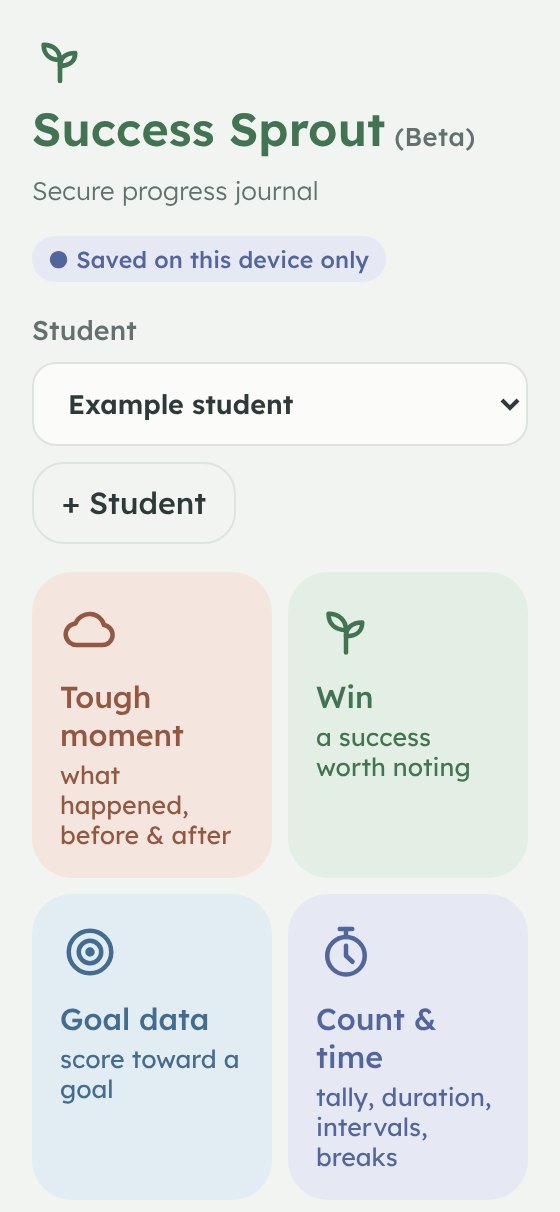 Success Sprout (Beta)
Secure progress journal
Saved on this device only
Student
Example student
+ Student
Tough
moment
what
happened,
before & after
Win
a success
worth noting
Goal data
score toward a
goal
Count &
time
tally, duration,
intervals,
breaks